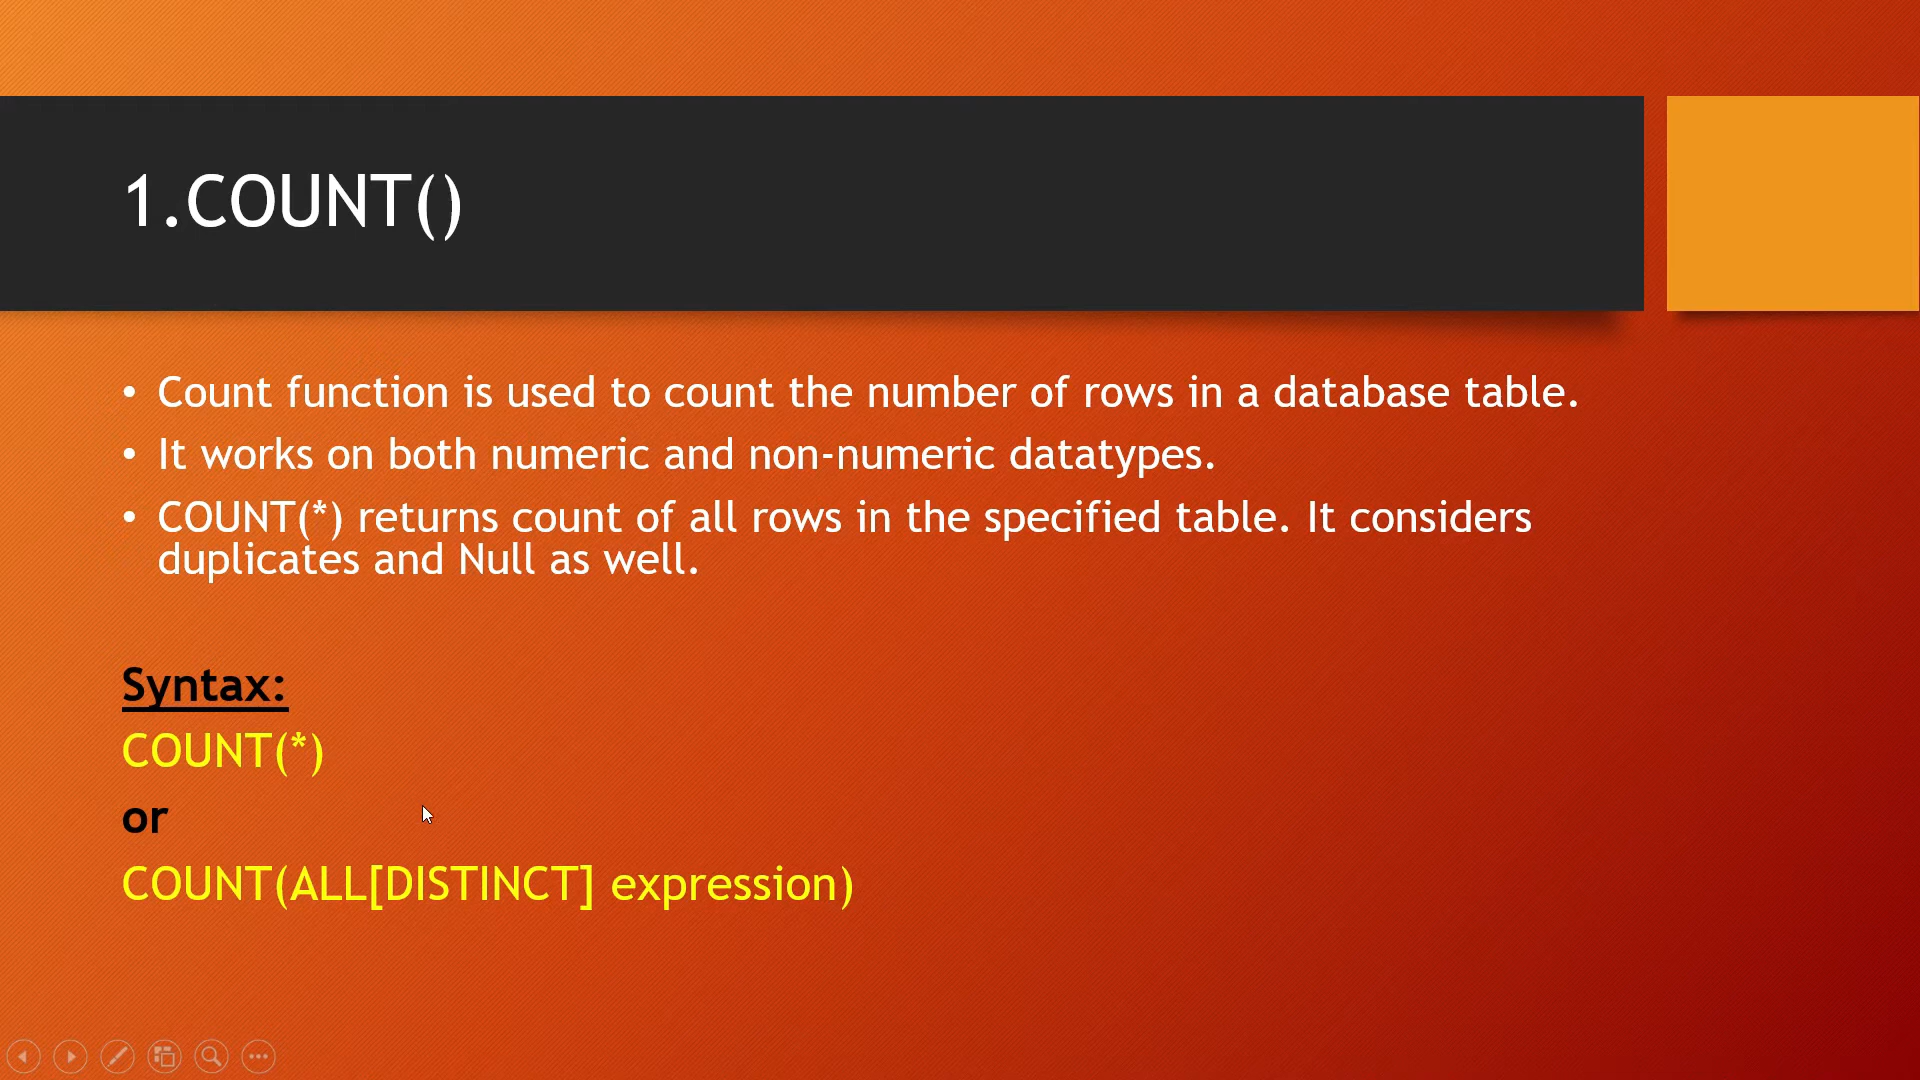 1.COUNT()
• Count function is used to count the number of rows in a database table.
• It works on both numeric and non-numeric datatypes.
• COUNT(*) returns count of all rows in the specified table. It considers
duplicates and Null as well.
Syntax:
COUNT(*)
or
COUNT(ALL[DISTINCT] expression)